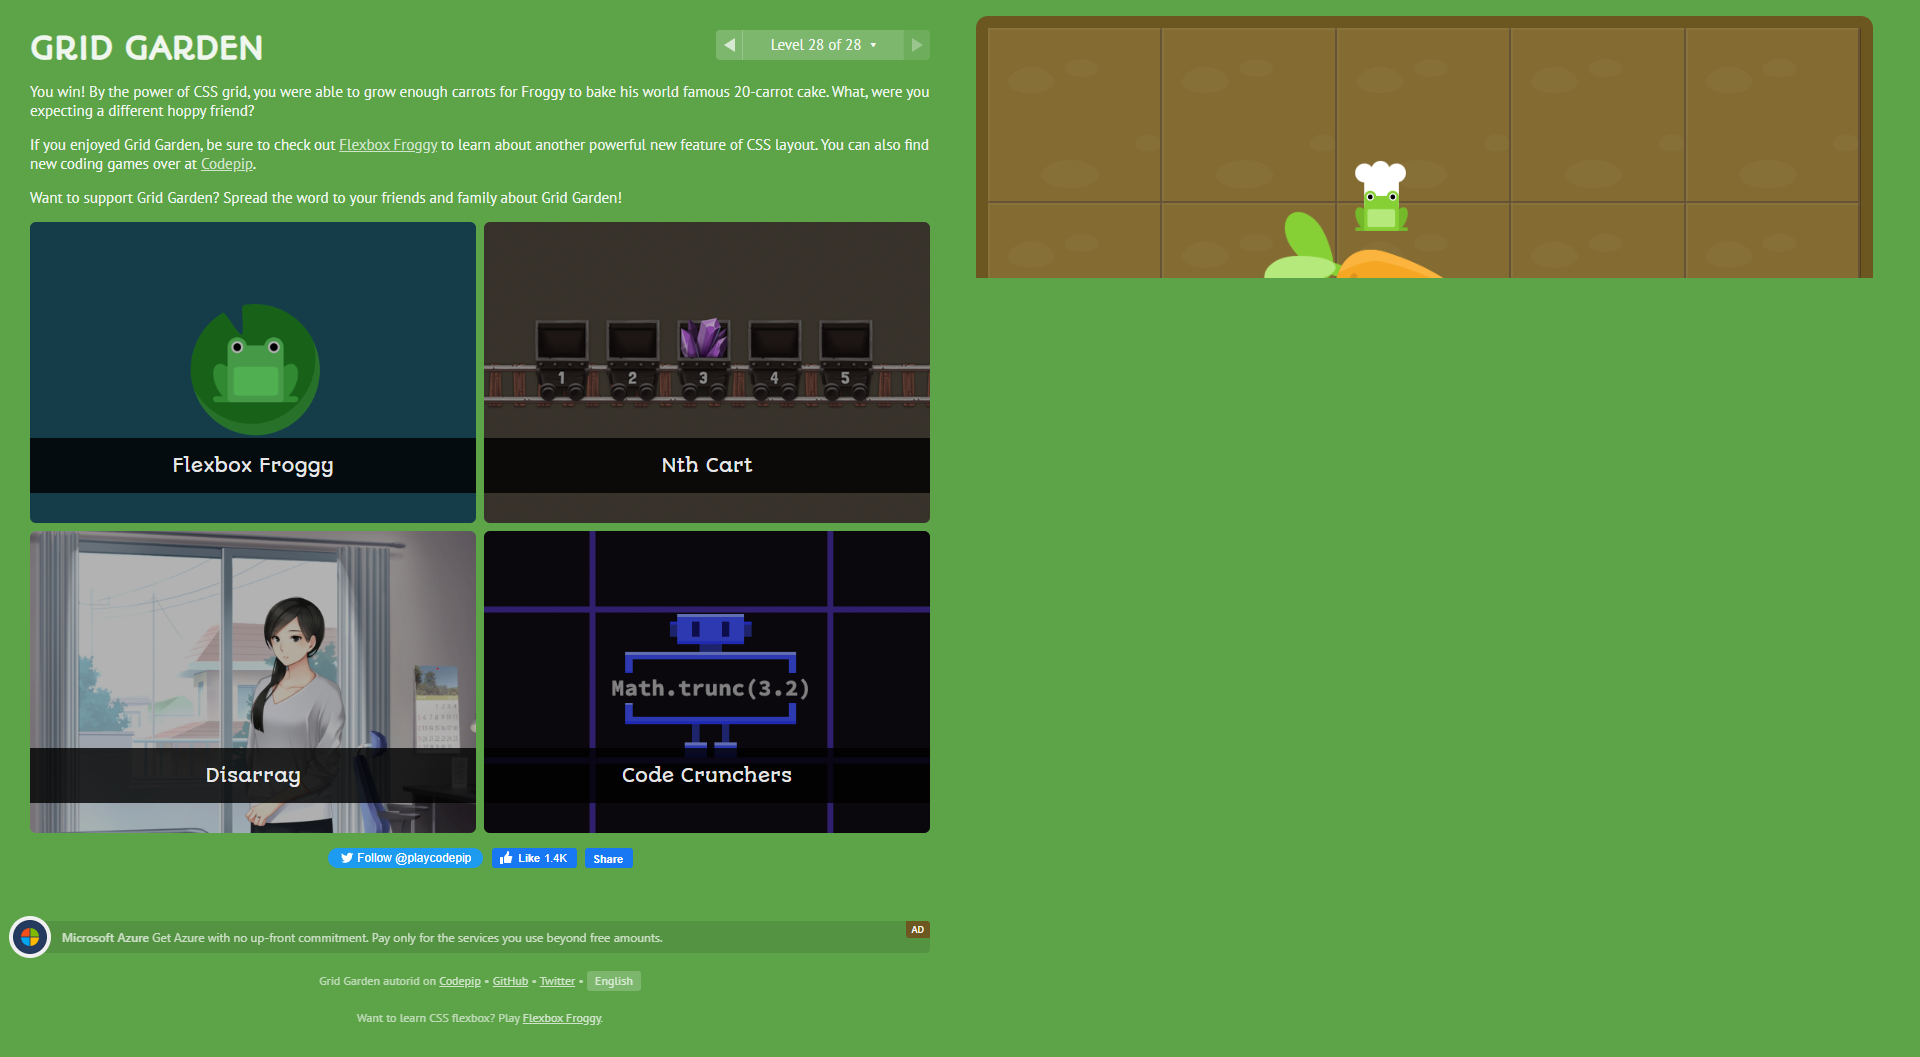 GRID GARDEN
Level 28 of 28
You win! By the power of CSS grid, you were able to grow enough carrots for Froggy to bake his world famous 20-carrot cake. What, were you
expecting a different hoppy friend?
If you enjoyed Grid Garden, be sure to check out Flexbox Froggy to learn about another powerful new feature of CSS layout. You can also find
new coding games over at Codepip.
Want to support Grid Garden? Spread the word to your friends and family about Grid Garden!
1 2 3 4 5
Flexbox Froggy
Nth Cart
Math.trunc(3.2)
Disarray
Code Crunchers
Follow @playcodepip
Like 1.4K
Share
Microsoft Azure Get Azure with no up-front commitment. Pay only for the services you use beyond free amounts.
AD
Grid Garden autorid on Codepip • GitHub • Twitter • English
Want to learn CSS flexbox? Play Flexbox Froggy.